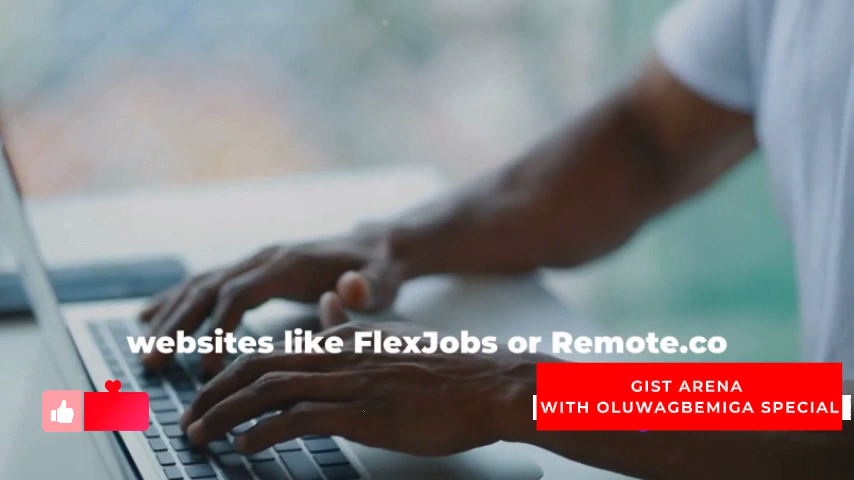 websites like FlexJobs or Remote.co
GIST ARENA
WITH OLUWAGBEMIGA SPECIAL